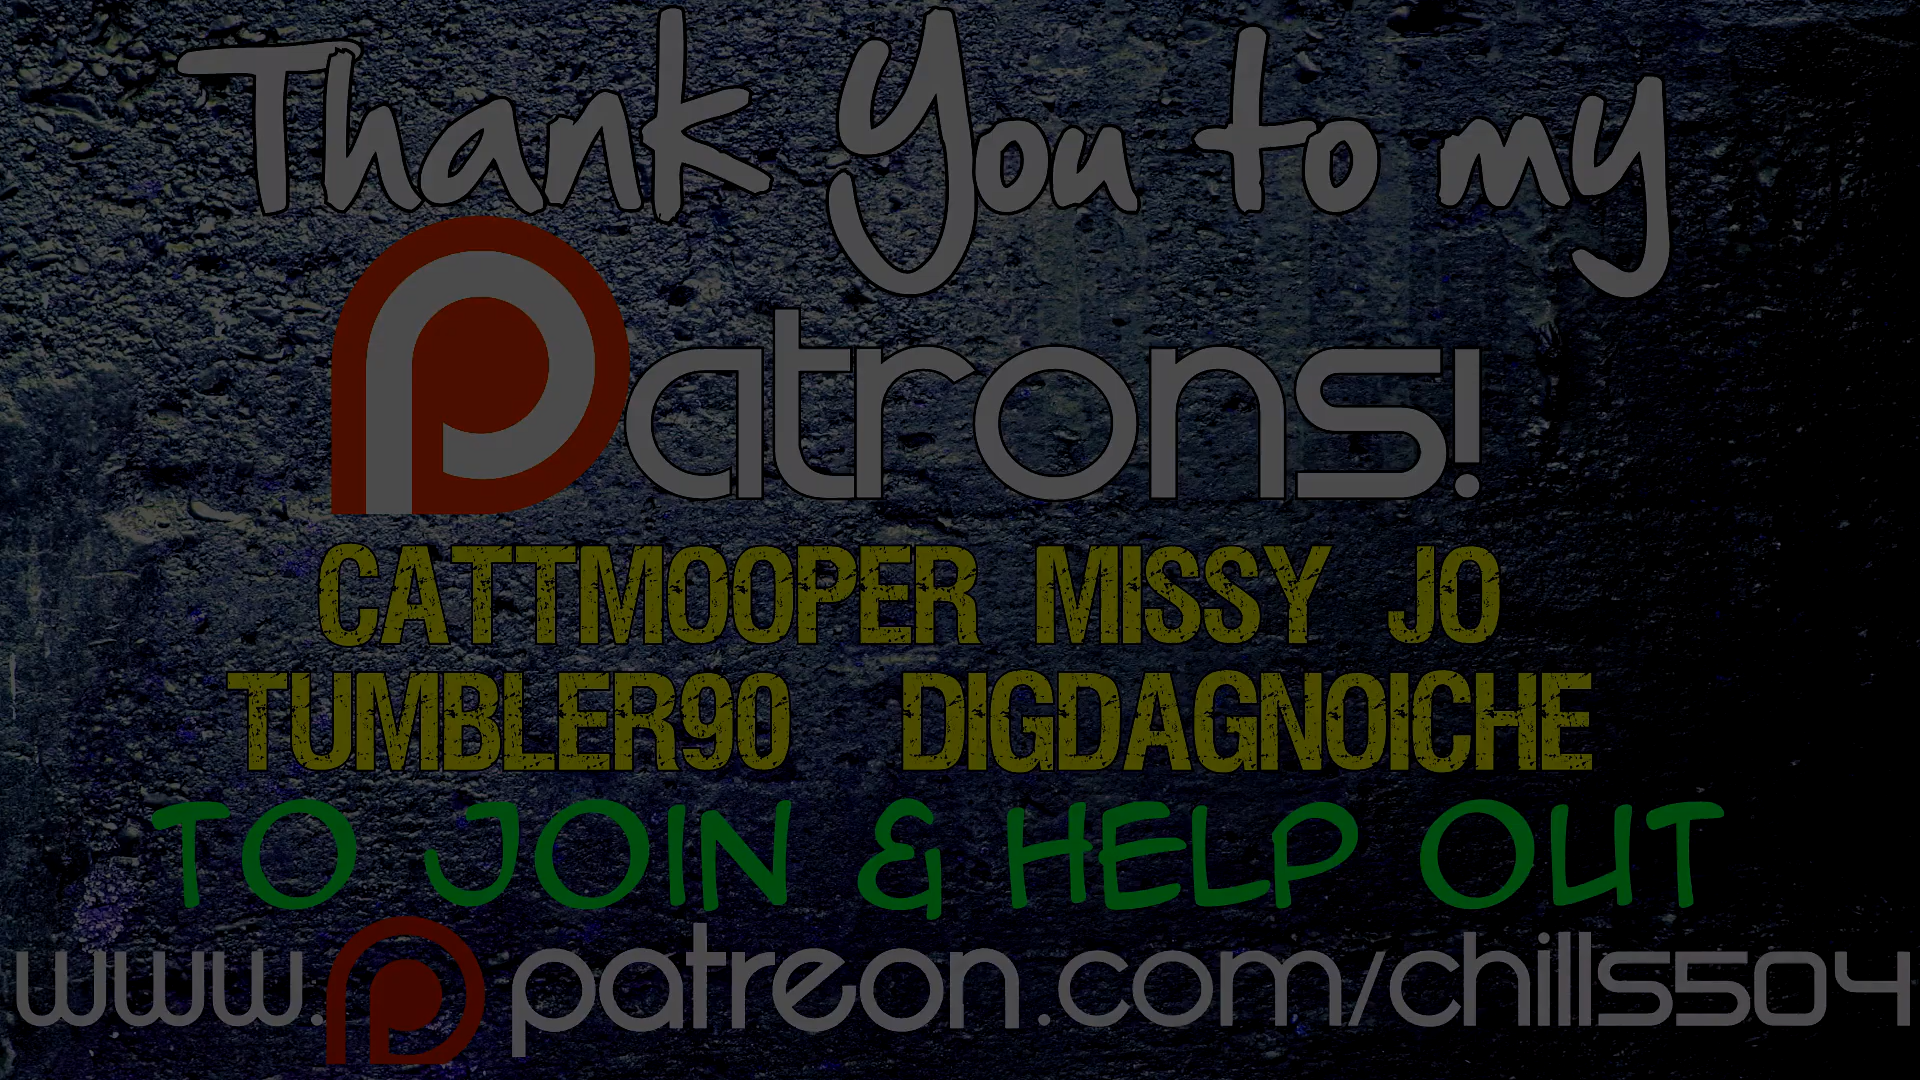 Thank You to my
Patrons!
CATTMOOPER MISSY JO
TUMBLER90 DIGDAGNOICHE
TO JOIN & HELP OUT
www.patreon.com/chills504